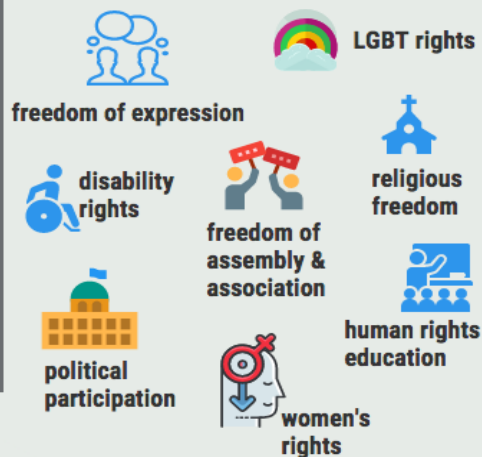 LGBT rights
freedom of expression
disability
rights
religious
freedom
freedom of
assembly &
association
human rights
education
political
participation
women's
rights